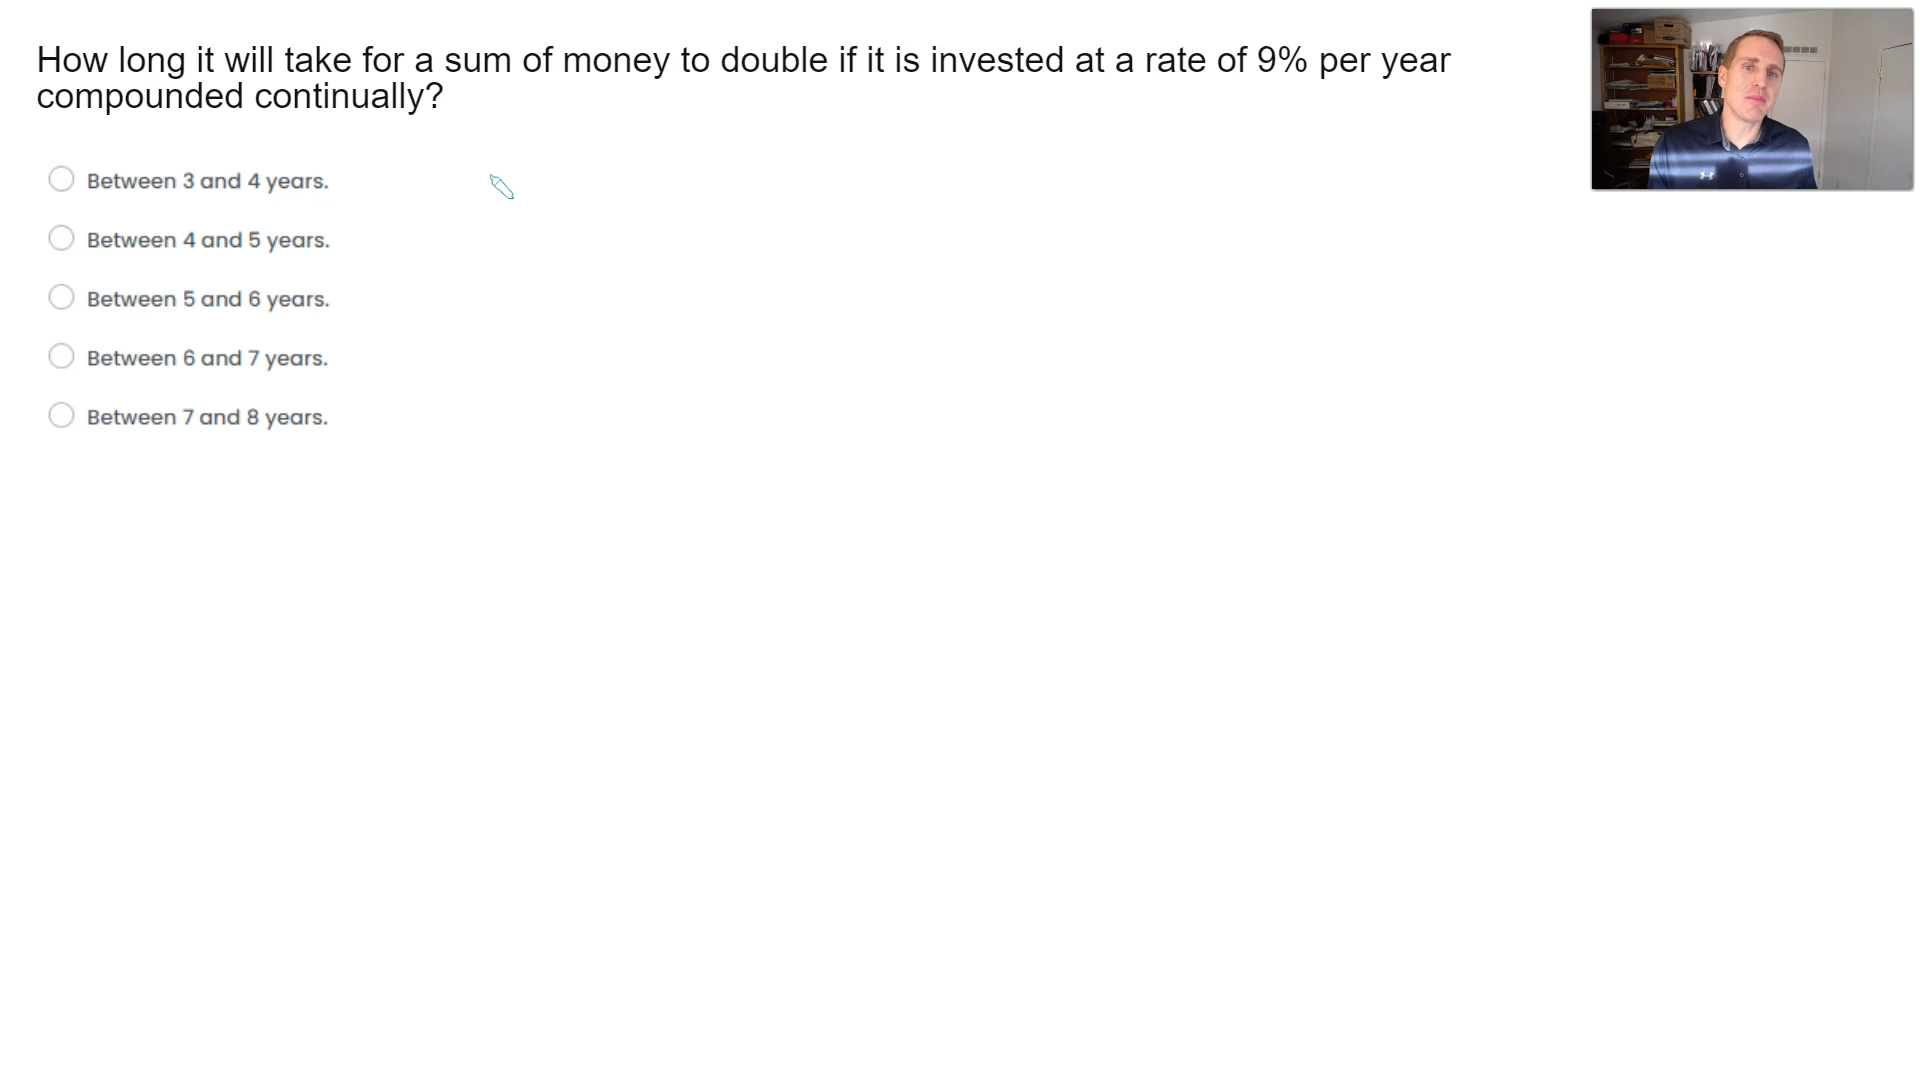 How long it will take for a sum of money to double if it is invested at a rate of 9% per year
compounded continually?
Between 3 and 4 years.
Between 4 and 5 years.
Between 5 and 6 years.
Between 6 and 7 years.
Between 7 and 8 years.